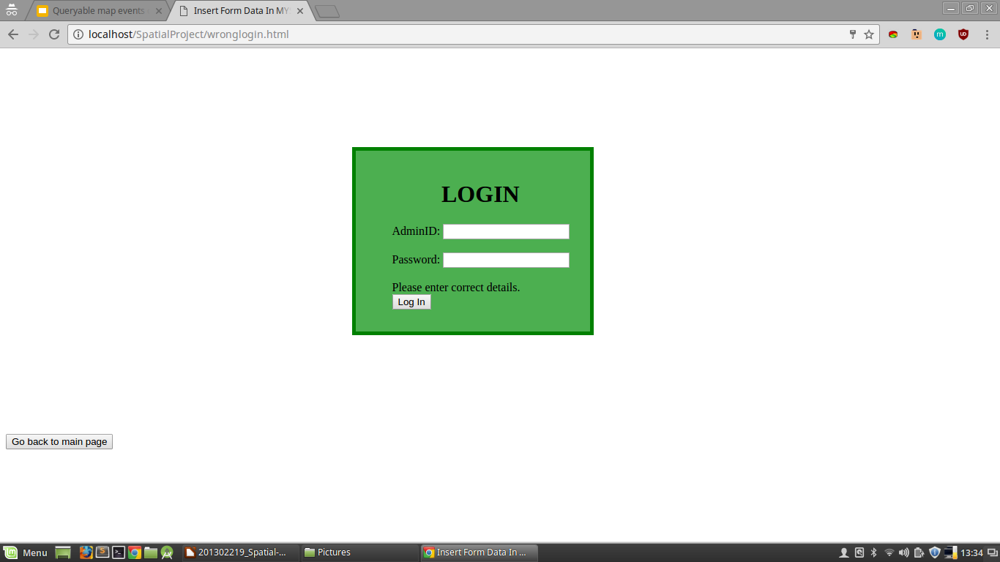 Queryable map events
Insert Form Data In MY
localhost/SpatialProject/wronglogin.html
m
LOGIN
AdminID:
Password:
Please enter correct details.
Log In
Go back to main page
Menu
201302219_Spatial-...
Pictures
Insert Form Data In ...
13:34